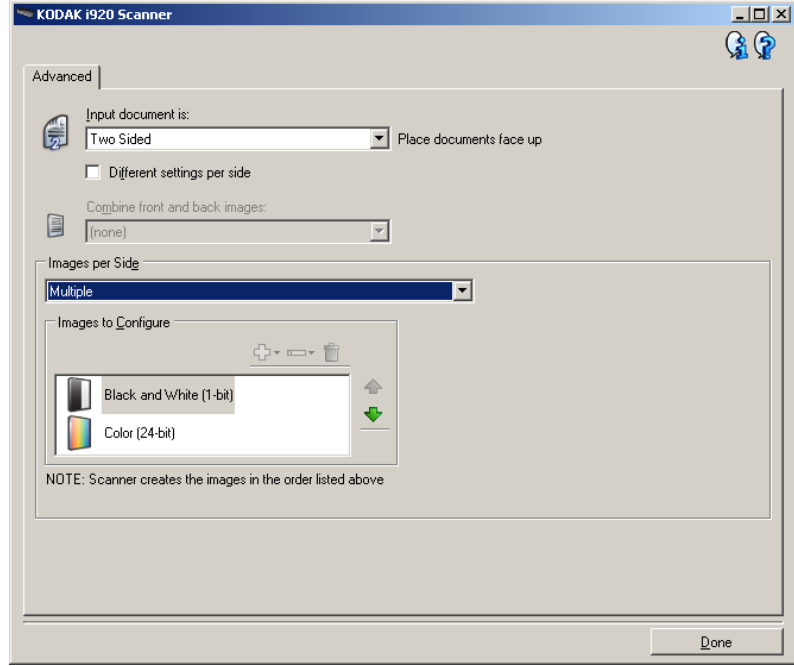 KODAK i920 Scanner
Advanced
Input document is:
Two Sided
Place documents face up
Different settings per side
Combine front and back images:
(none)
Images per Side
Multiple
Images to Configure
Black and White (1-bit)
Color (24-bit)
NOTE: Scanner creates the images in the order listed above
Done